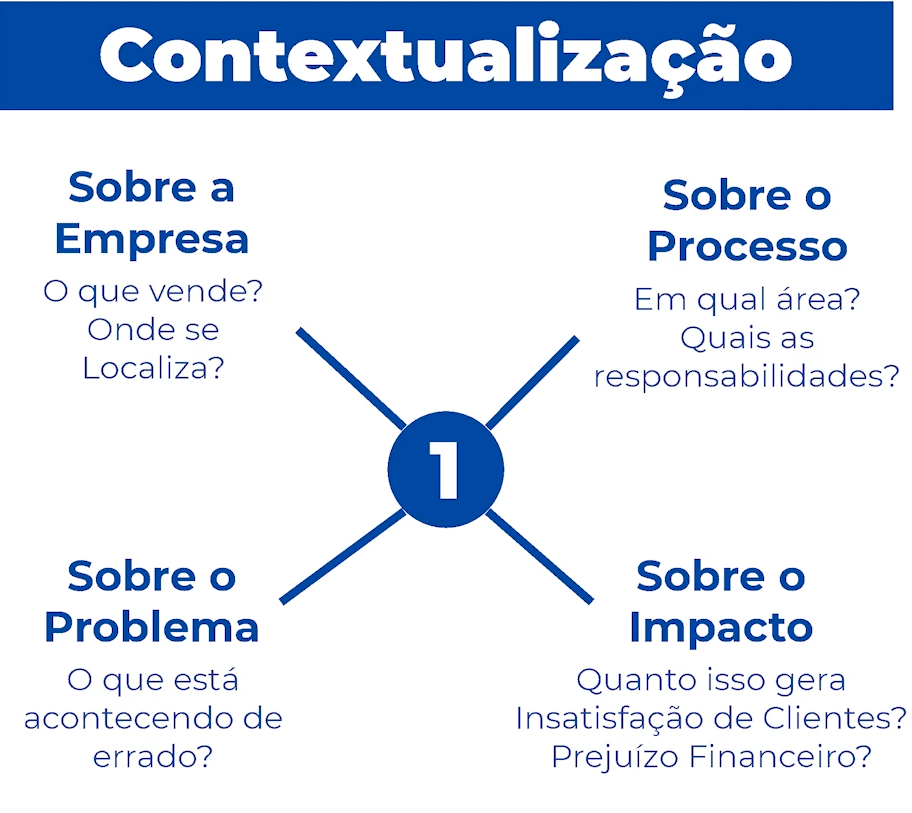 Contextualização
Sobre a
Empresa
O que vende?
Onde se
Localiza?
Sobre o
Processo
Em qual área?
Quais as
responsabilidades?
1
Sobre o
Problema
O que está
acontecendo de
errado?
Sobre o
Impacto
Quanto isso gera
Insatisfação de Clientes?
Prejuízo Financeiro?